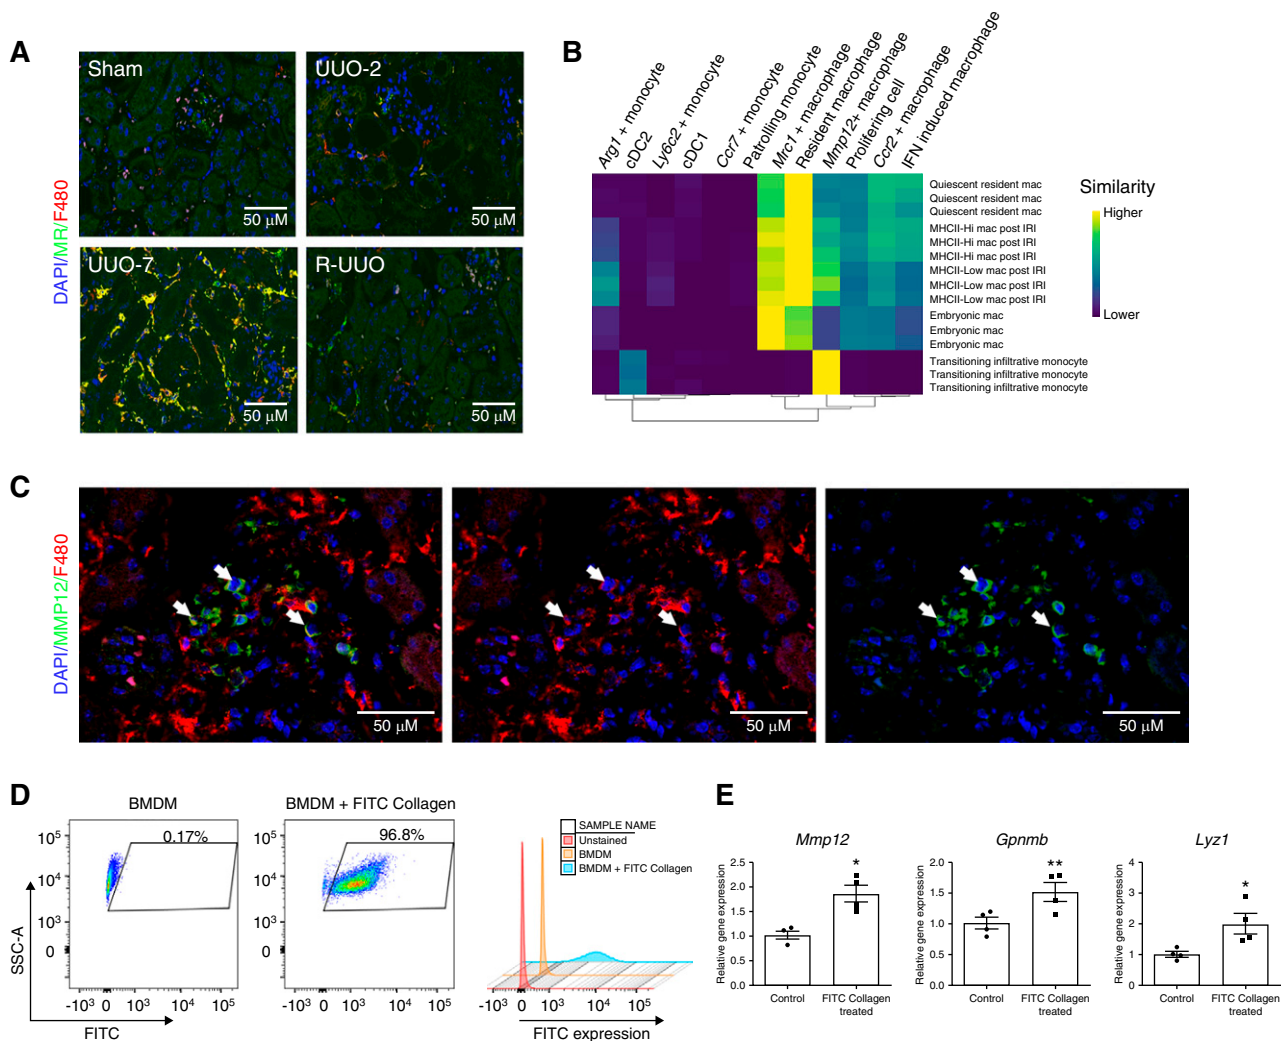 A
DAPI/MR/F480
Sham
50 µM
UUO-2
50 µM
UUO-7
50 µM
R-UUO
50 µM
B
Arg1 + monocyte
cDC2
Ly6c2 + monocyte
cDC1
Ccr7 + monocyte
Patrolling monocyte
Mrc1 + macrophage
Resident macrophage
Mmp12+ macrophage
Prolifering cell
Ccr2 + macrophage
IFN induced macrophage
Quiescent resident mac
Quiescent resident mac
Quiescent resident mac
MHCII-Hi mac post IRI
MHCII-Hi mac post IRI
MHCII-Hi mac post IRI
MHCII-Low mac post IRI
MHCII-Low mac post IRI
MHCII-Low mac post IRI
Embryonic mac
Embryonic mac
Embryonic mac
Transitioning infiltrative monocyte
Transitioning infiltrative monocyte
Transitioning infiltrative monocyte
Similarity
Higher
Lower
C
DAPI/MMP12/F480
50 µM
50 µM
50 µM
D
BMDM
0.17%
10⁵
10⁴
10³
0
-10³ 0 10³ 10⁴ 10⁵
SSC-A
FITC
BMDM + FITC Collagen
96.8%
10⁵
10⁴
10³
0
-10³ 0 10³ 10⁴ 10⁵
SAMPLE NAME
Unstained
BMDM
BMDM + FITC Collagen
-10³ 0 10³ 10⁴ 10⁵
FITC expression
E
Mmp12
Relative gene expression
2.5
2.0
1.5
1.0
0.5
0.0
*
Control
FITC Collagen
treated
Gpnmb
Relative gene expression
2.0
1.5
1.0
0.5
0.0
**
Control
FITC Collagen
treated
Lyz1
Relative gene expression
4
3
2
1
0
*
Control
FITC Collagen
treated